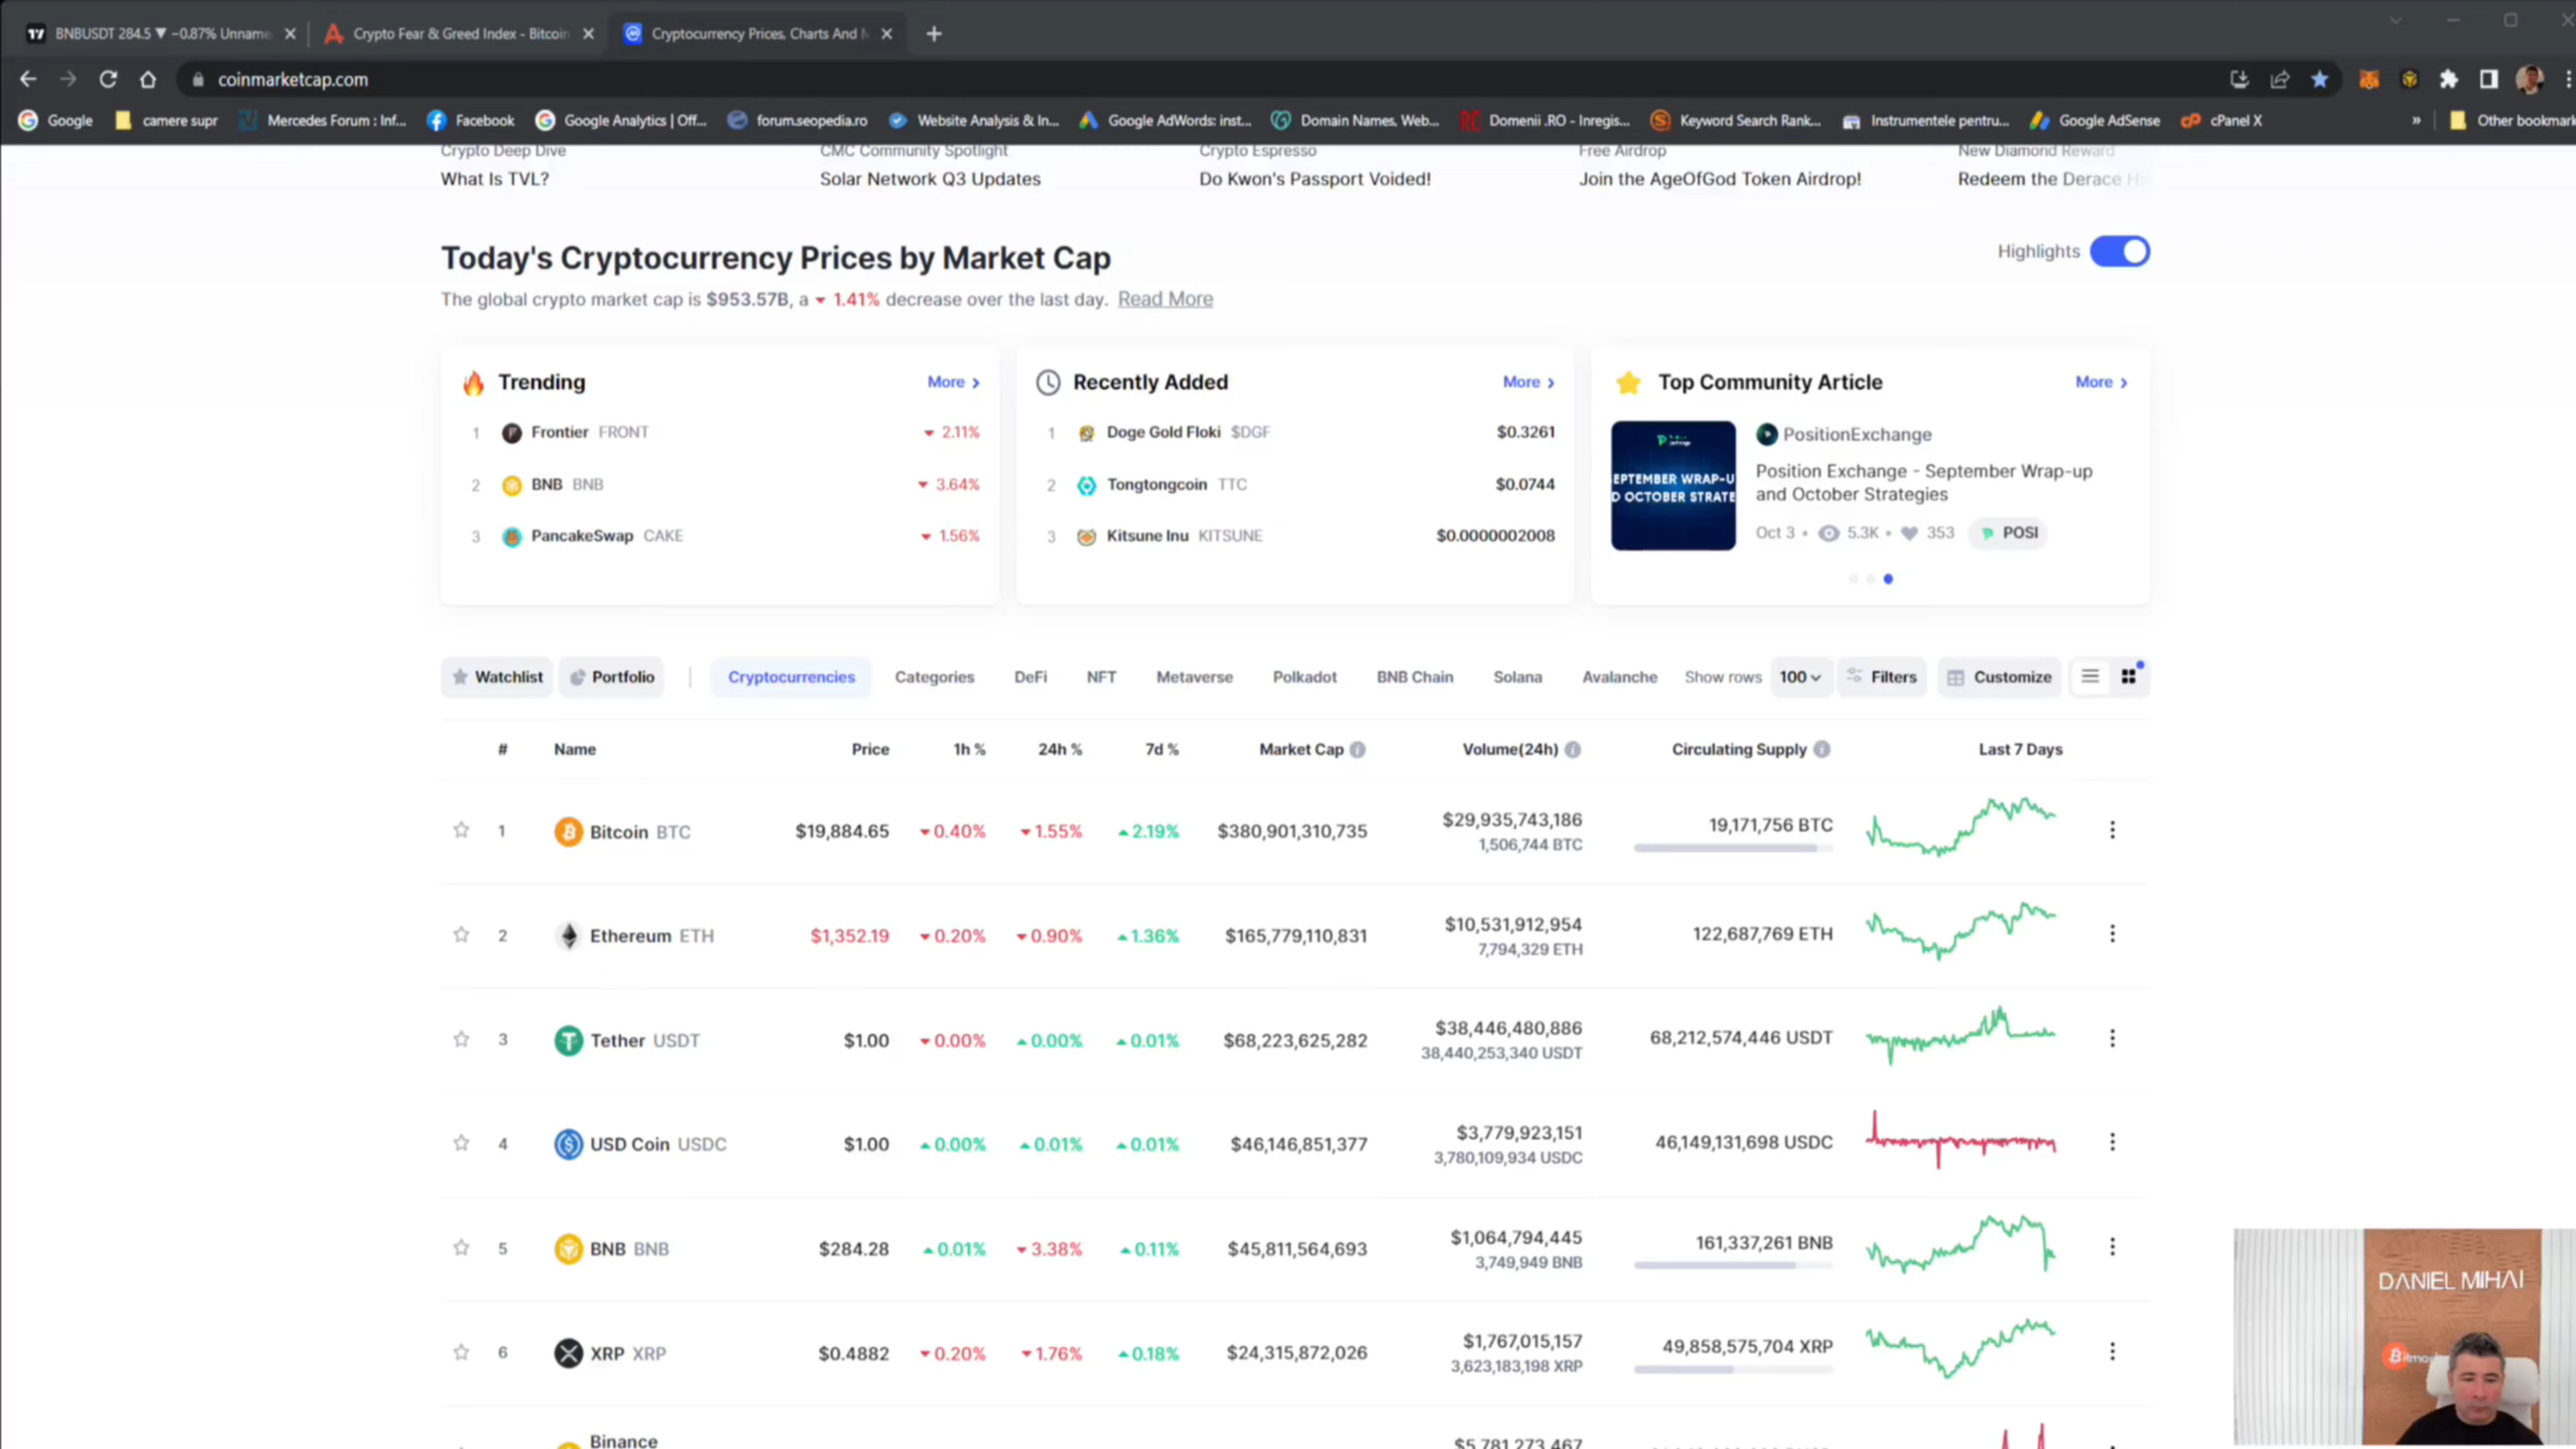 BNBUSDT 284.5 ▼ −0.87% Unname
Crypto Fear & Greed Index - Bitcoin
Cryptocurrency Prices, Charts And M
coinmarketcap.com
Google
camere supr
Mercedes Forum : Inf...
Facebook
Google Analytics | Off...
forum.seopedia.ro
Website Analysis & In...
Google AdWords: inst...
Domain Names, Web...
Domenii .RO - Inregis...
Keyword Search Rank...
Instrumentele pentru...
Google AdSense
cPanel X
»
Other bookmark
Crypto Deep Dive
What Is TVL?
CMC Community Spotlight
Solar Network Q3 Updates
Crypto Espresso
Do Kwon's Passport Voided!
Free Airdrop
Join the AgeOfGod Token Airdrop!
New Diamond Reward
Redeem the Derace H
Today's Cryptocurrency Prices by Market Cap
Highlights
The global crypto market cap is $953.57B, a ▼ 1.41% decrease over the last day. Read More
Trending More >
1 Frontier FRONT ▼ 2.11%
2 BNB BNB ▼ 3.64%
3 PancakeSwap CAKE ▼ 1.56%
Recently Added More >
1 Doge Gold Floki $DGF $0.3261
2 Tongtongcoin TTC $0.0744
3 Kitsune Inu KITSUNE $0.0000002008
Top Community Article More >
EPTEMBER WRAP-U
D OCTOBER STRATE
PositionExchange
Position Exchange - September Wrap-up
and October Strategies
Oct 3 • 5.3K • 353 POSI
Watchlist Portfolio | Cryptocurrencies Categories DeFi NFT Metaverse Polkadot BNB Chain Solana Avalanche Show rows 100 Filters Customize
# Name Price 1h % 24h % 7d % Market Cap Volume(24h) Circulating Supply Last 7 Days
1 Bitcoin BTC $19,884.65 ▼0.40% ▼1.55% ▲2.19% $380,901,310,735 $29,935,743,186 19,171,756 BTC
1,506,744 BTC
2 Ethereum ETH $1,352.19 ▼0.20% ▼0.90% ▲1.36% $165,779,110,831 $10,531,912,954 122,687,769 ETH
7,794,329 ETH
3 Tether USDT $1.00 ▼0.00% ▲0.00% ▲0.01% $68,223,625,282 $38,446,480,886 68,212,574,446 USDT
38,440,253,340 USDT
4 USD Coin USDC $1.00 ▲0.00% ▲0.01% ▲0.01% $46,146,851,377 $3,779,923,151 46,149,131,698 USDC
3,780,109,934 USDC
5 BNB BNB $284.28 ▲0.01% ▼3.38% ▲0.11% $45,811,564,693 $1,064,794,445 161,337,261 BNB
3,749,949 BNB
6 XRP XRP $0.4882 ▼0.20% ▼1.76% ▲0.18% $24,315,872,026 $1,767,015,157 49,858,575,704 XRP
3,623,183,198 XRP
Binance
$5,781,273,467
DANIEL MIHAI